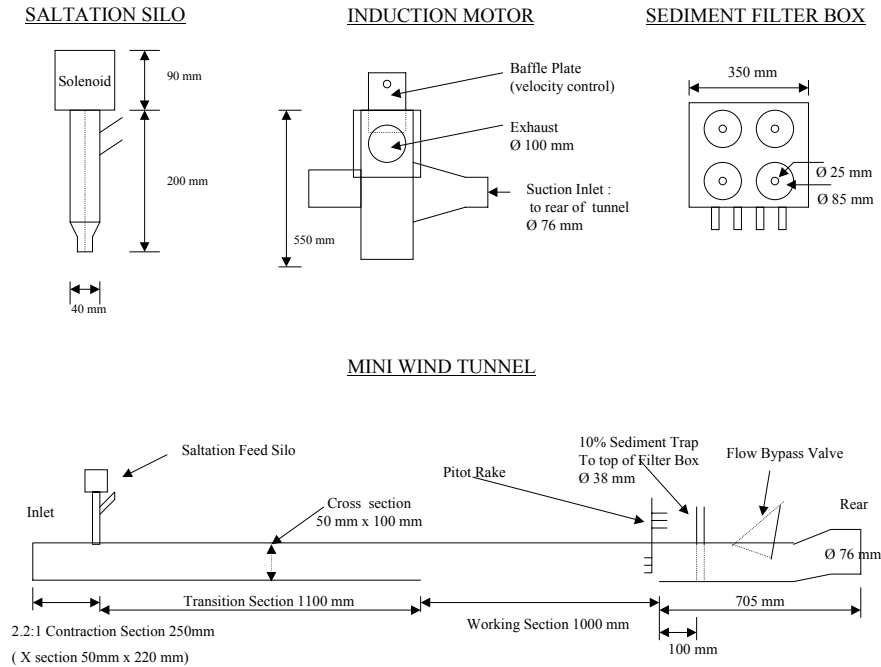 SALTATION SILO
INDUCTION MOTOR
SEDIMENT FILTER BOX
Solenoid
90 mm
200 mm
40 mm
Baffle Plate
(velocity control)
Exhaust
Ø 100 mm
Suction Inlet :
to rear of tunnel
Ø 76 mm
550 mm
350 mm
Ø 25 mm
Ø 85 mm
MINI WIND TUNNEL
Saltation Feed Silo
Inlet
Cross section
50 mm x 100 mm
Pitot Rake
10% Sediment Trap
To top of Filter Box
Ø 38 mm
Flow Bypass Valve
Rear
Ø 76 mm
Transition Section 1100 mm
Working Section 1000 mm
705 mm
100 mm
2.2:1 Contraction Section 250mm
( X section 50mm x 220 mm)